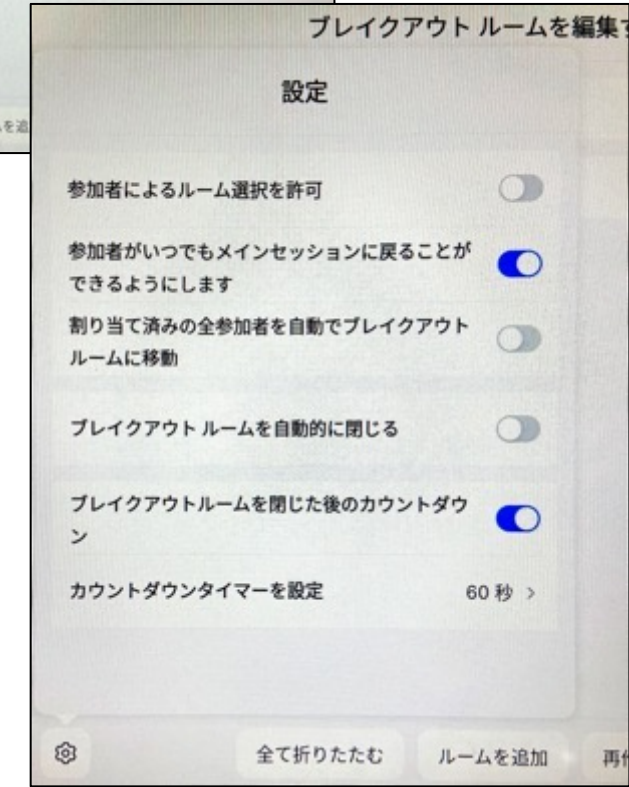 ブレイクアウト ルームを編集
設定
参加者によるルーム選択を許可
参加者がいつでもメインセッションに戻ることが
できるようにします
割り当て済みの全参加者を自動でブレイクアウト
ルームに移動
ブレイクアウト ルームを自動的に閉じる
ブレイクアウトルームを閉じた後のカウントダウ
ン
カウントダウンタイマーを設定 60 秒 >
全て折りたたむ ルームを追加 再
を追